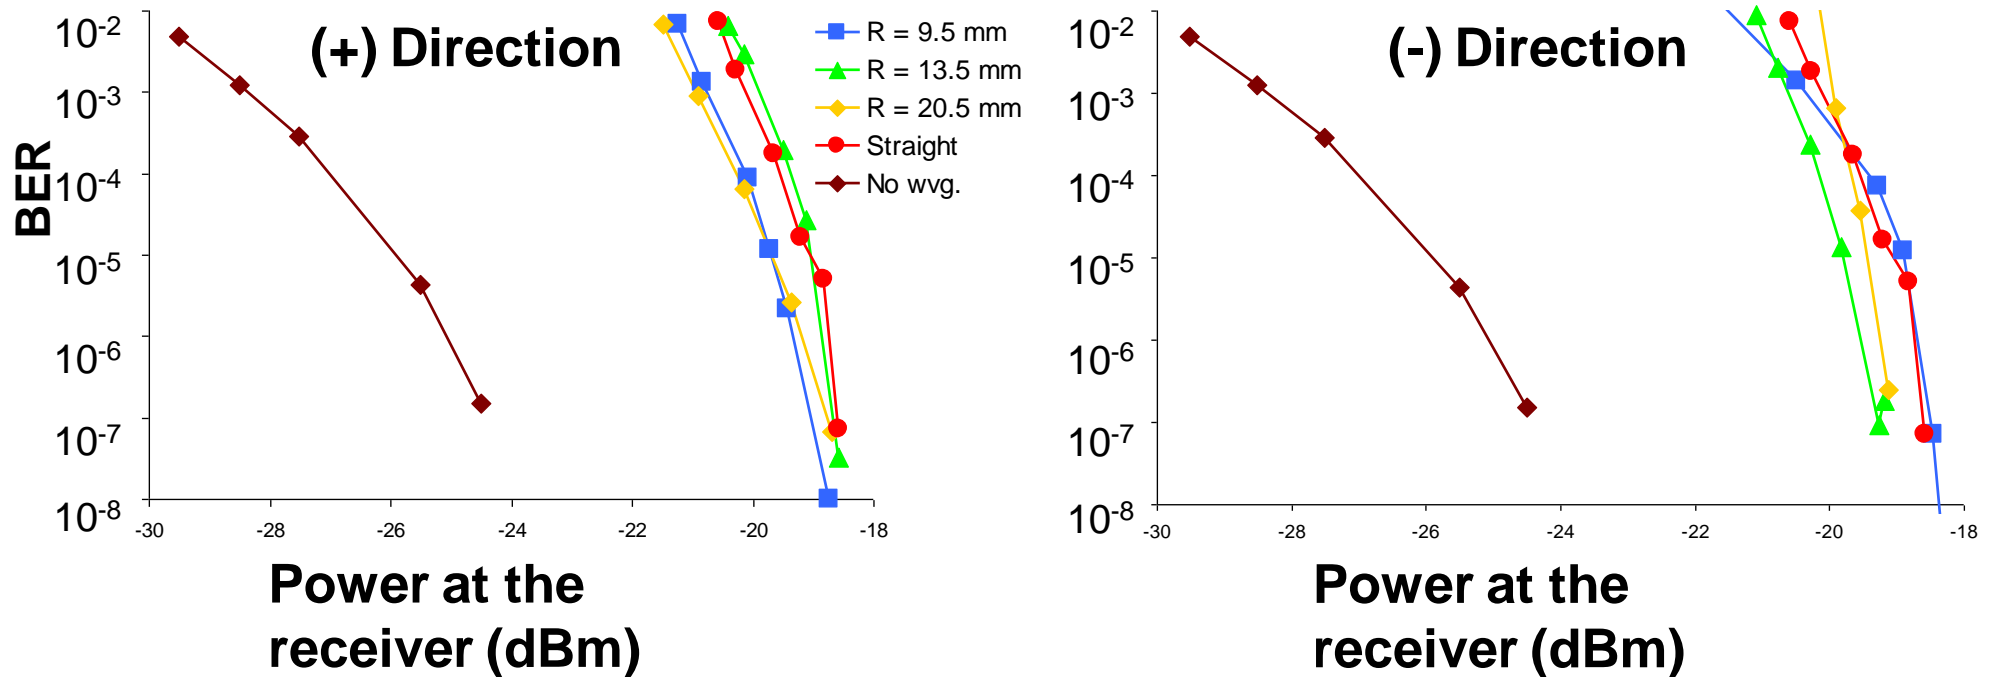 (+) Direction
BER
10-2
10-3
10-4
10-5
10-6
10-7
10-8
-30 -28 -26 -24 -22 -20 -18
Power at the
receiver (dBm)
R = 9.5 mm
R = 13.5 mm
R = 20.5 mm
Straight
No wvg.
(-) Direction
10-2
10-3
10-4
10-5
10-6
10-7
10-8
-30 -28 -26 -24 -22 -20 -18
Power at the
receiver (dBm)